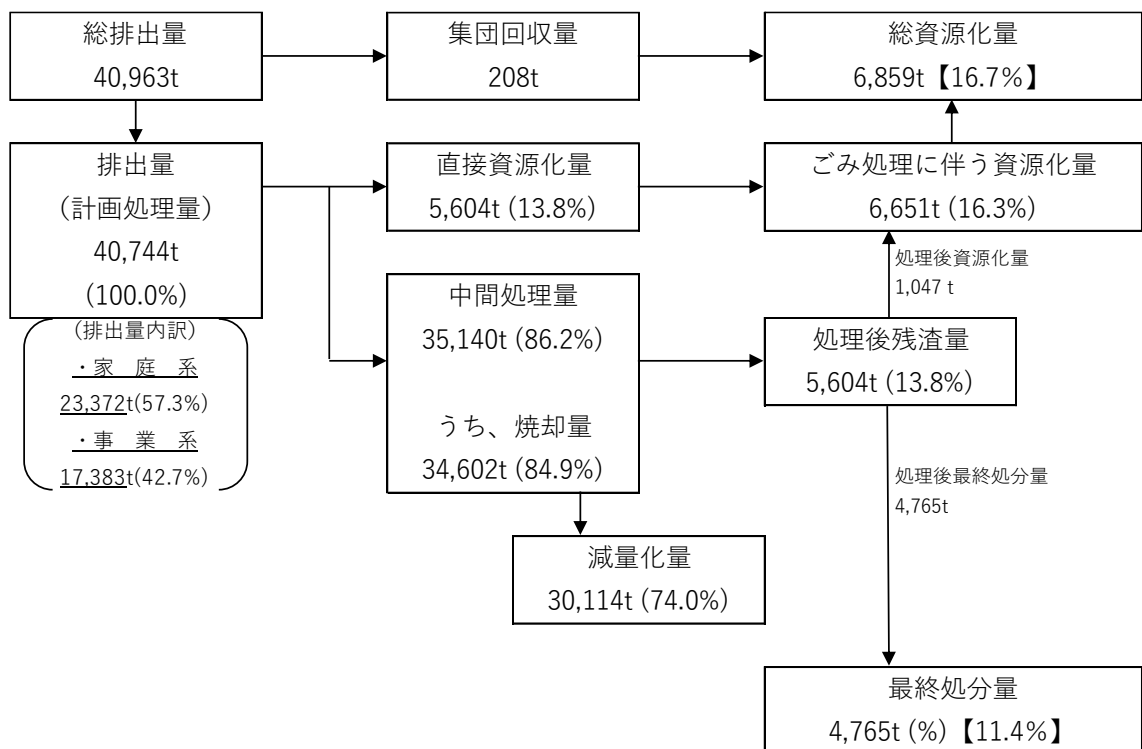 総排出量
40,963t
集団回収量
208t
総資源化量
6,859t【16.7%】
排出量
(計画処理量)
40,744t
(100.0%)
直接資源化量
5,604t (13.8%)
ごみ処理に伴う資源化量
6,651t (16.3%)
処理後資源化量
1,047 t
(排出量内訳)
・家 庭 系
23,372t(57.3%)
・事 業 系
17,383t(42.7%)
中間処理量
35,140t (86.2%)
うち、焼却量
34,602t (84.9%)
処理後残渣量
5,604t (13.8%)
処理後最終処分量
4,765t
減量化量
30,114t (74.0%)
最終処分量
4,765t (%)【11.4%】